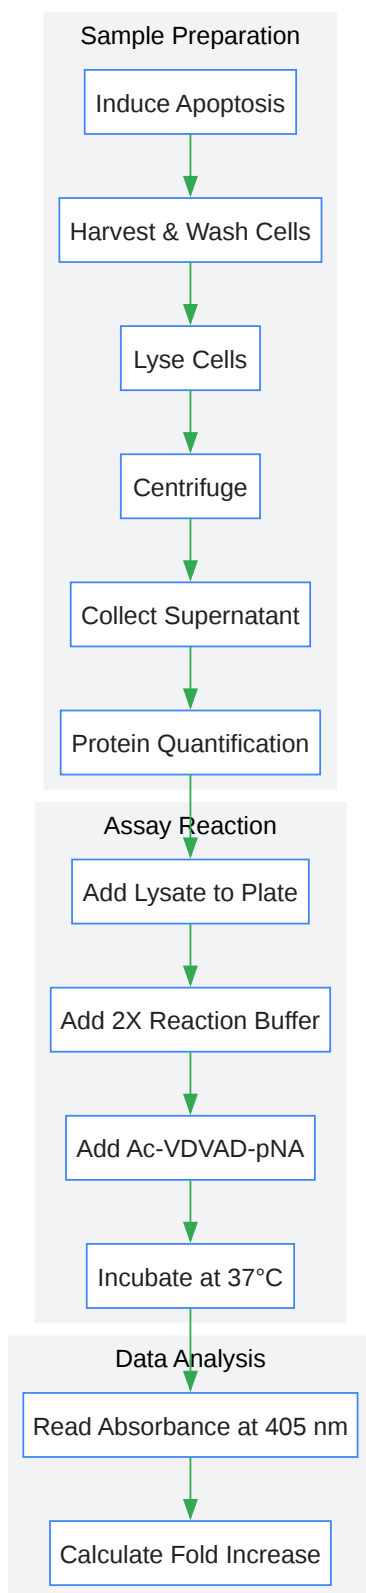 Sample Preparation
Induce Apoptosis
Harvest & Wash Cells
Lyse Cells
Centrifuge
Collect Supernatant
Protein Quantification
Assay Reaction
Add Lysate to Plate
Add 2X Reaction Buffer
Add Ac-VDVAD-pNA
Incubate at 37°C
Data Analysis
Read Absorbance at 405 nm
Calculate Fold Increase